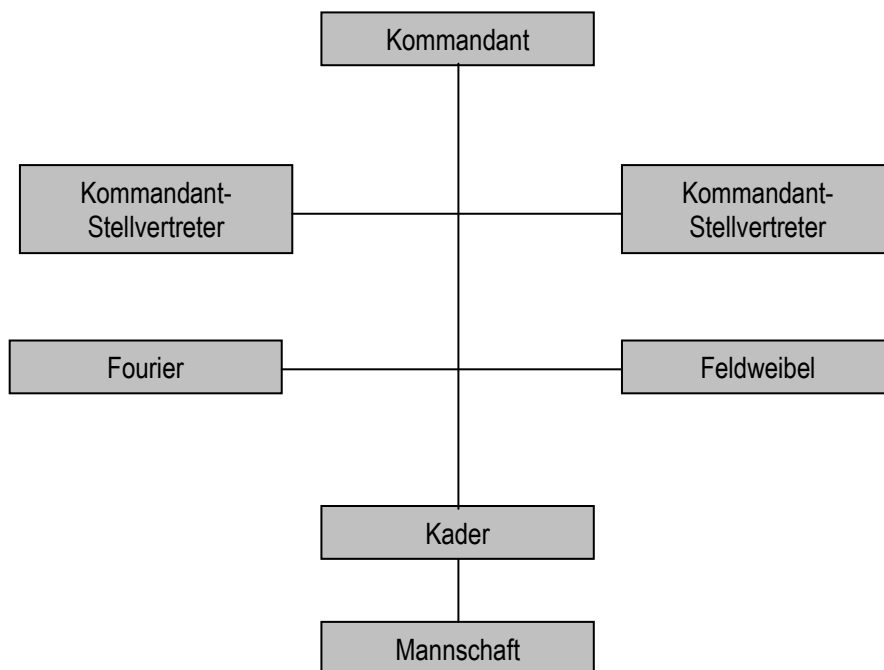 Kommandant
Kommandant-
Stellvertreter
Kommandant-
Stellvertreter
Fourier
Feldweibel
Kader
Mannschaft